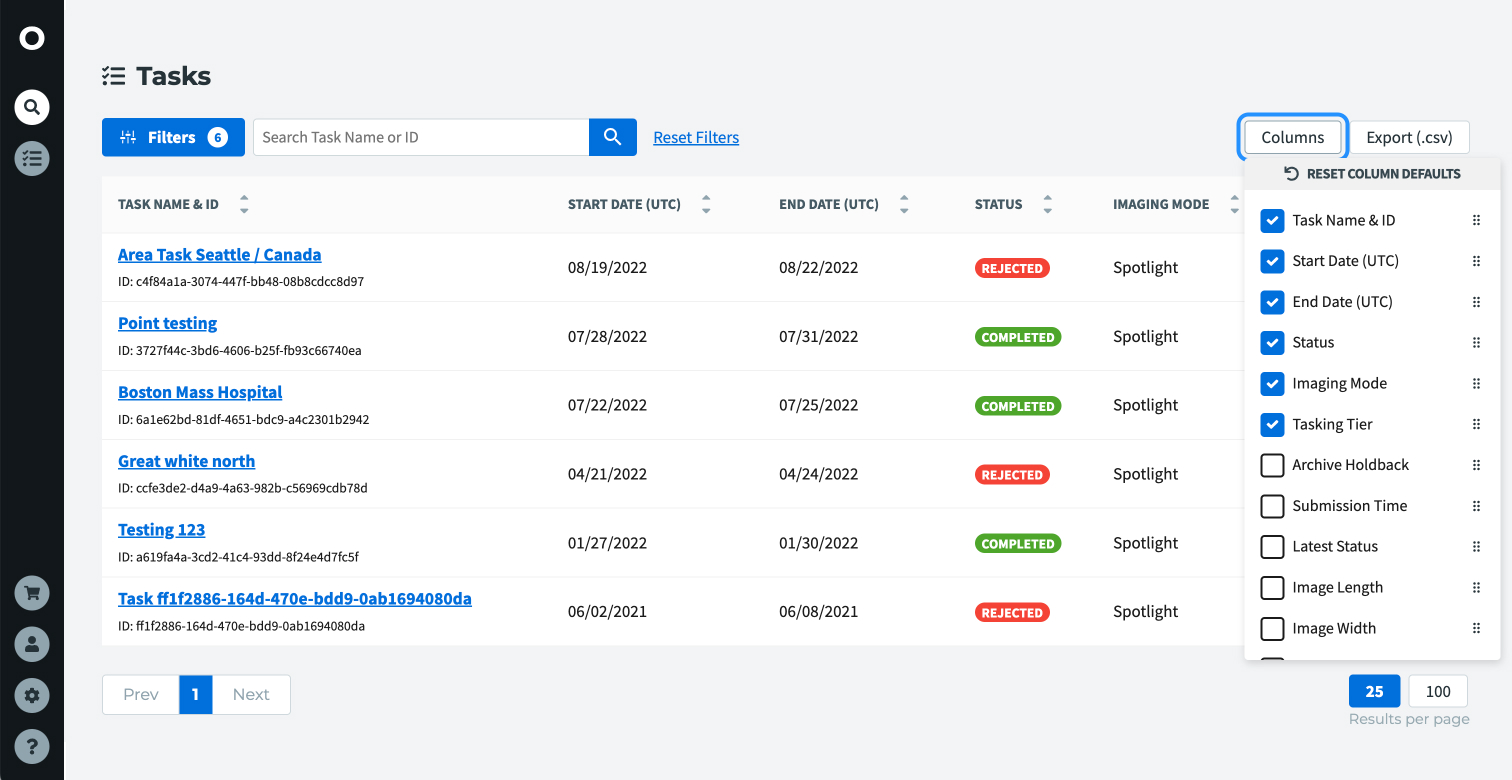 Tasks
Filters 6
Search Task Name or ID
Reset Filters
Columns
Export (.csv)
RESET COLUMN DEFAULTS
TASK NAME & ID START DATE (UTC) END DATE (UTC) STATUS IMAGING MODE
Area Task Seattle / Canada
ID: c4f84a1a-3074-447f-bb48-08b8cdcc8d97
08/19/2022 08/22/2022 REJECTED Spotlight
Point testing
ID: 3727f44c-3bd6-4606-b25f-fb93c66740ea
07/28/2022 07/31/2022 COMPLETED Spotlight
Boston Mass Hospital
ID: 6a1e62bd-81df-4651-bdc9-a4c2301b2942
07/22/2022 07/25/2022 COMPLETED Spotlight
Great white north
ID: ccfe3de2-d4a9-4a63-982b-c56969cdb78d
04/21/2022 04/24/2022 REJECTED Spotlight
Testing 123
ID: a619fa4a-3cd2-41c4-93dd-8f24e4d7fc5f
01/27/2022 01/30/2022 COMPLETED Spotlight
Task ff1f2886-164d-470e-bdd9-0ab1694080da
ID: ff1f2886-164d-470e-bdd9-0ab1694080da
06/02/2021 06/08/2021 REJECTED Spotlight
Task Name & ID
Start Date (UTC)
End Date (UTC)
Status
Imaging Mode
Tasking Tier
Archive Holdback
Submission Time
Latest Status
Image Length
Image Width
Prev 1 Next
25 100
Results per page
?